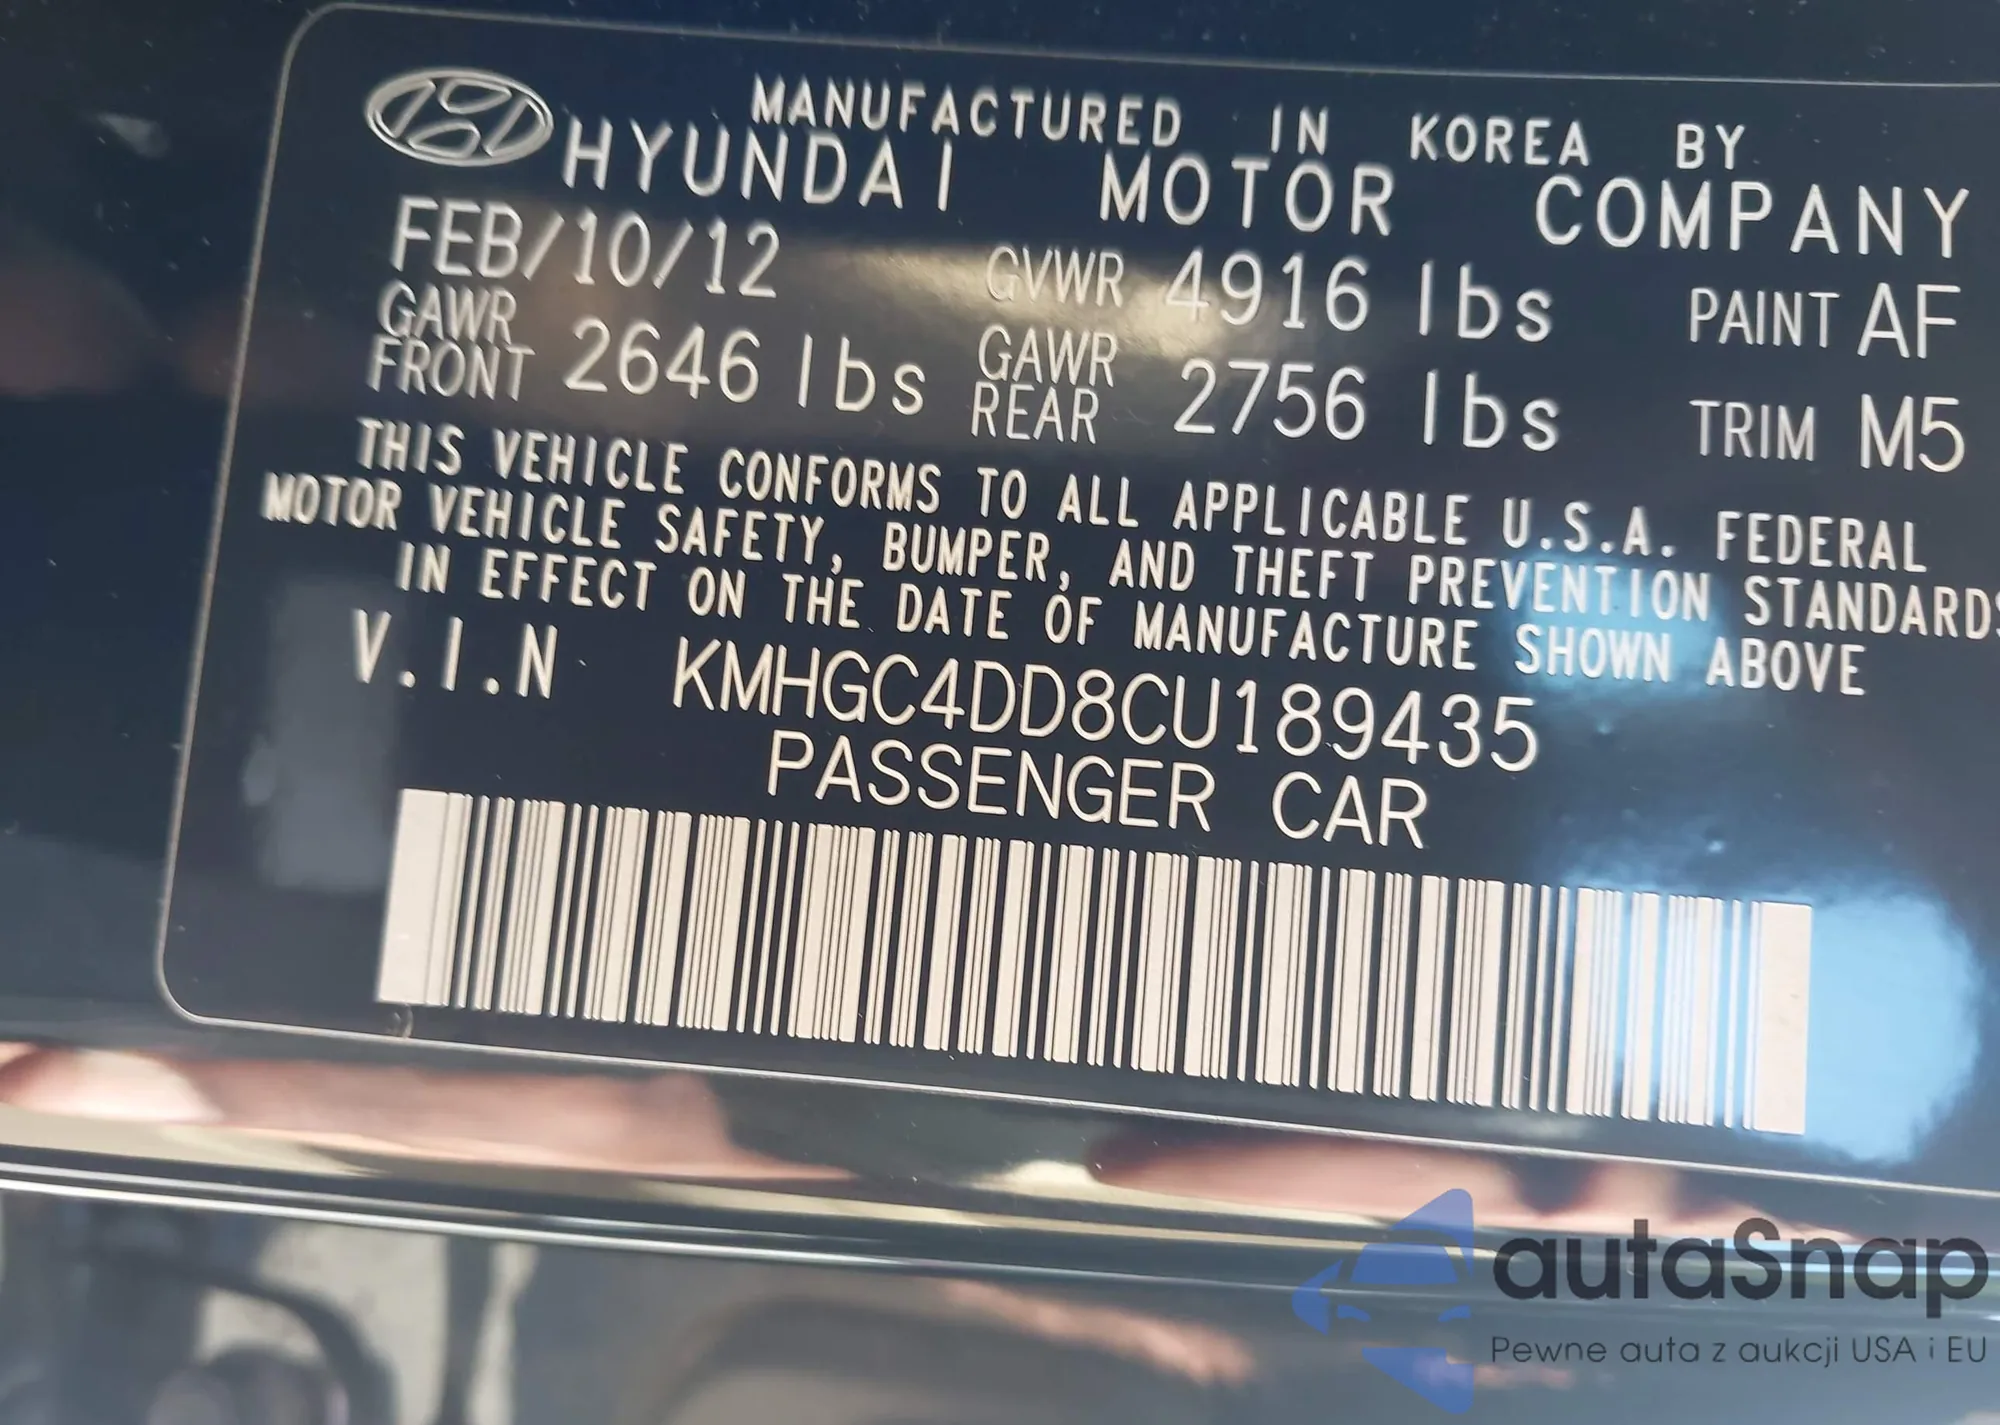 MANUFACTURED IN KOREA BY
HYUNDAI MOTOR COMPANY
FEB/10/12 GVWR 4916 lbs PAINT AF
GAWR FRONT 2646 lbs GAWR REAR 2756 lbs TRIM M5
THIS VEHICLE CONFORMS TO ALL APPLICABLE U.S.A. FEDERAL
MOTOR VEHICLE SAFETY, BUMPER, AND THEFT PREVENTION STANDARDS
IN EFFECT ON THE DATE OF MANUFACTURE SHOWN ABOVE
V.I.N KMHGC4DD8CU189435
PASSENGER CAR
autaSnap
Pewne auta z aukcji USA i EU